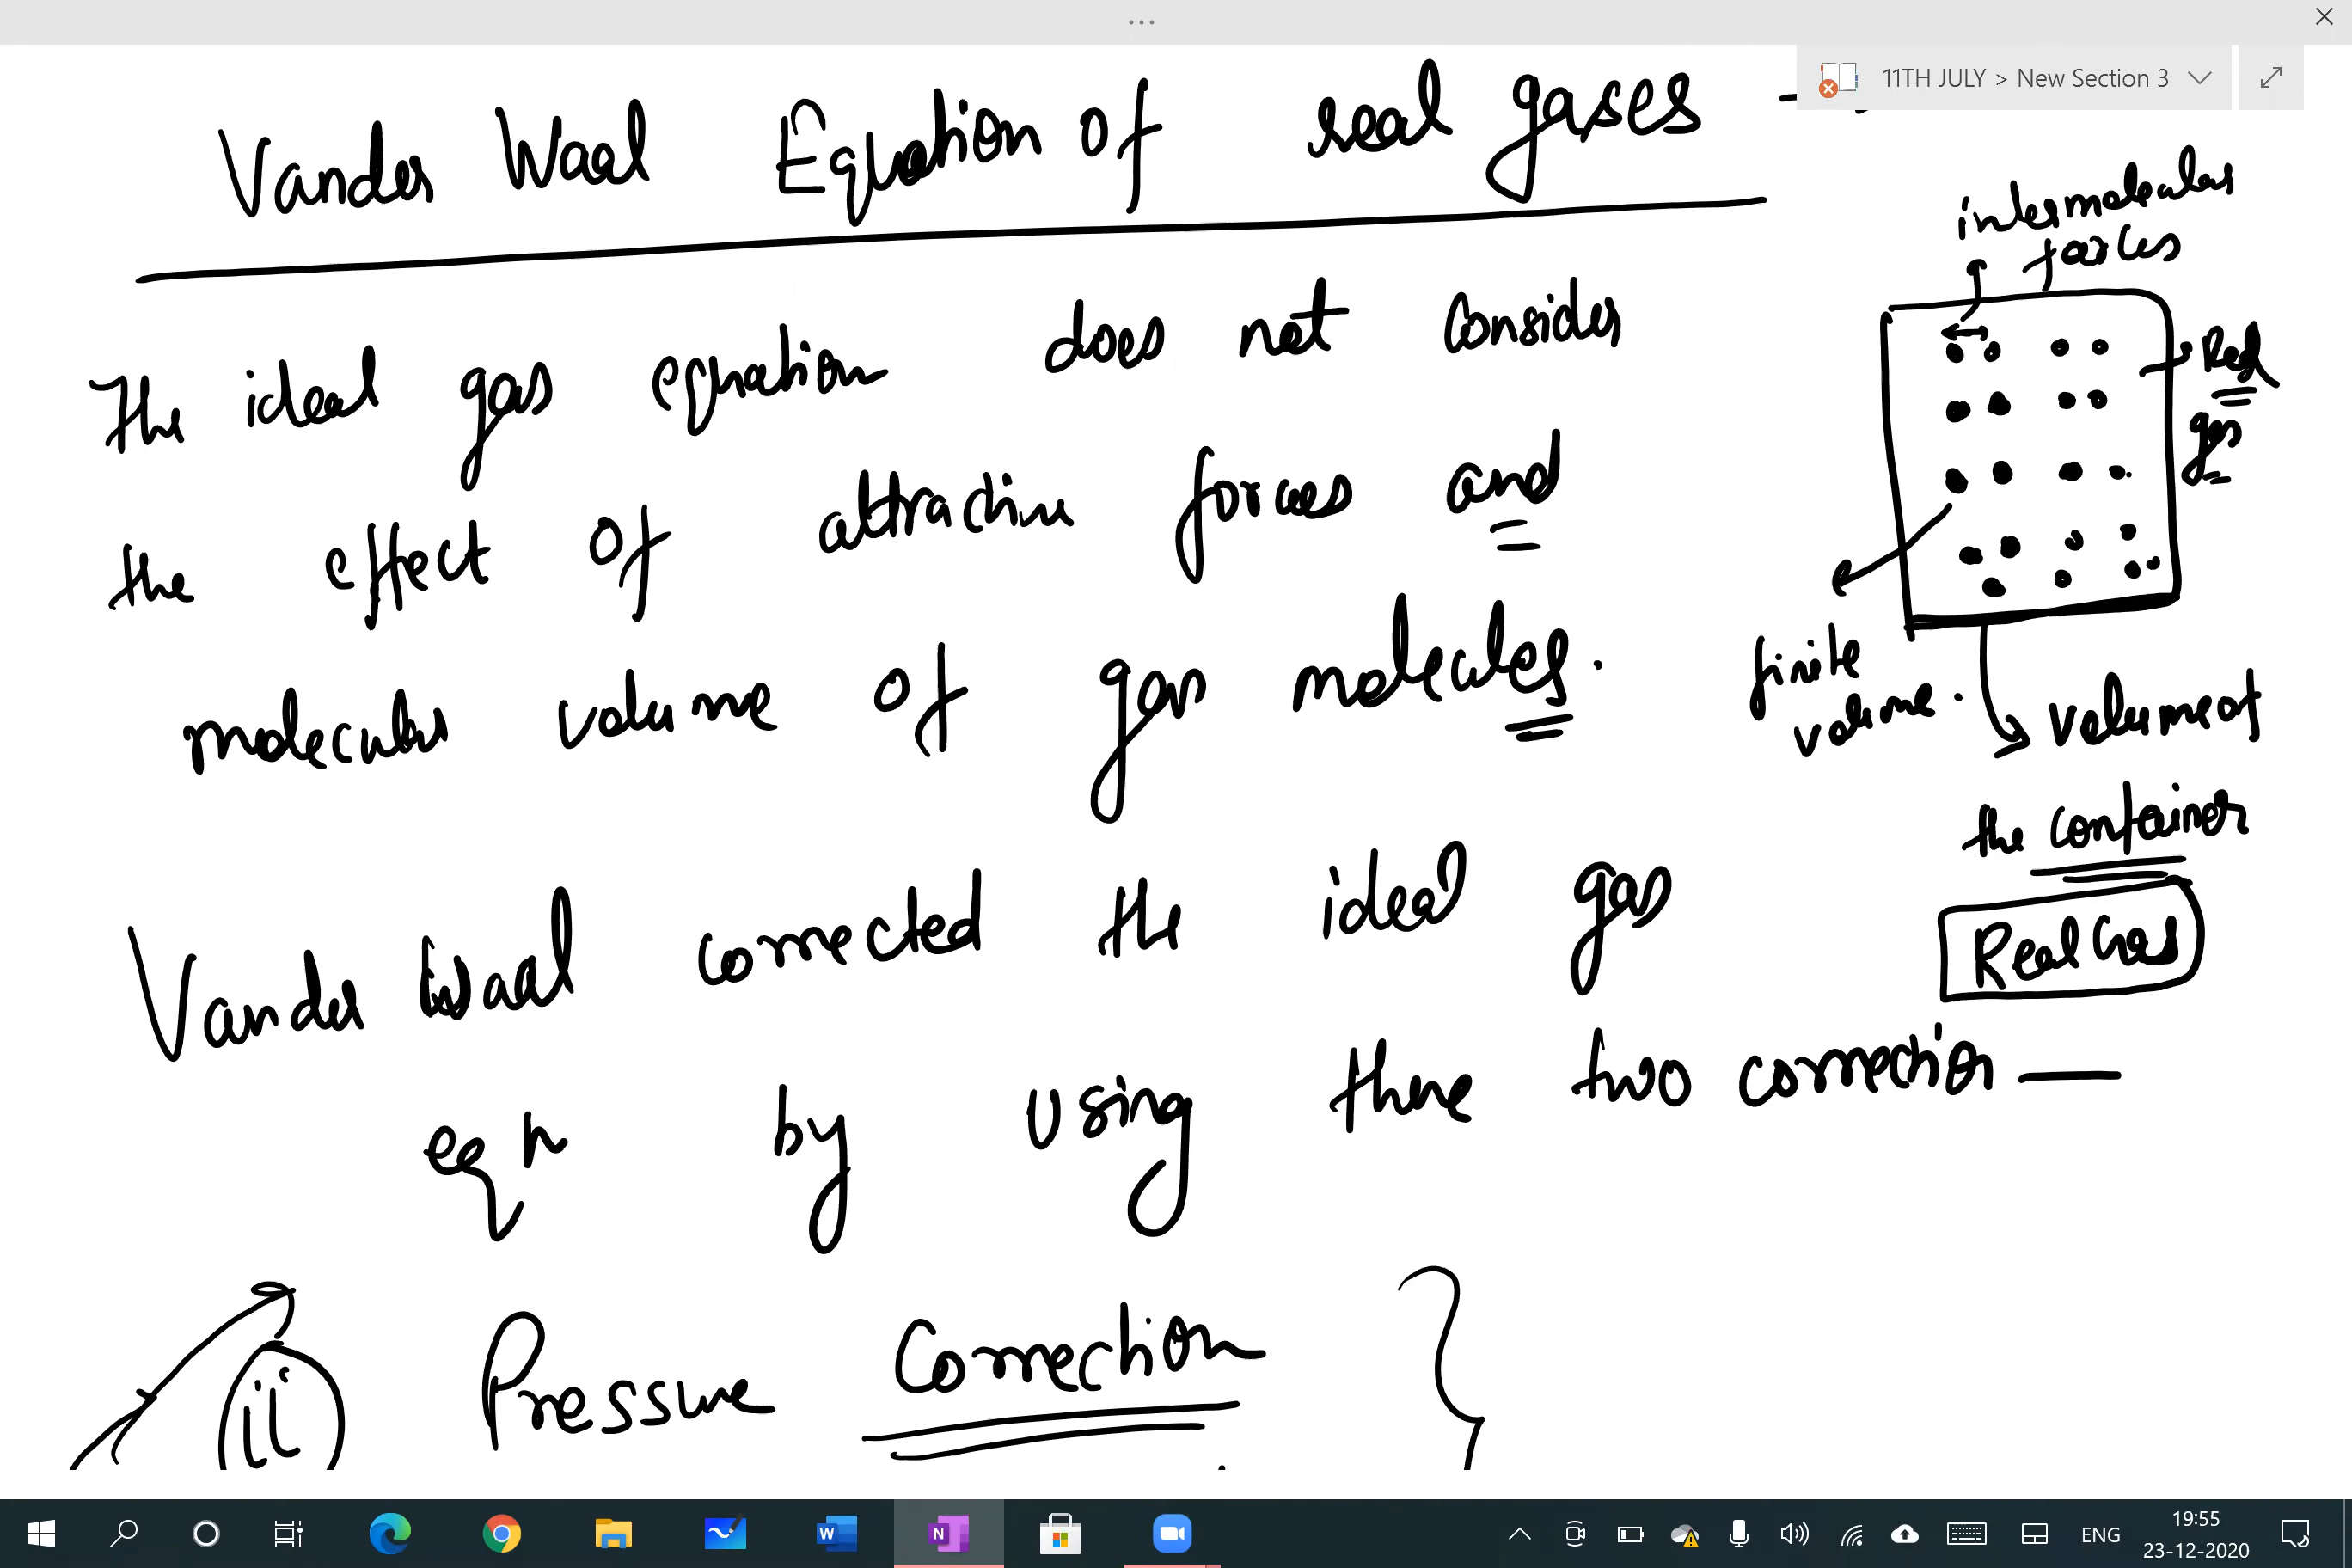 11TH JULY > New Section 3
Vander Waal Equation of real gases
The ideal gas equation does not consider
the effect of attractive forces and
molecular volume of gas molecules.
Vander Waal corrected the ideal gas
eqn by using these two correction —
ii Pressure Correction
intermolecular
forces
Real
gas
finite
volume.
volume of
the container
Real Gas
W
N
ENG
19:55
23-12-2020